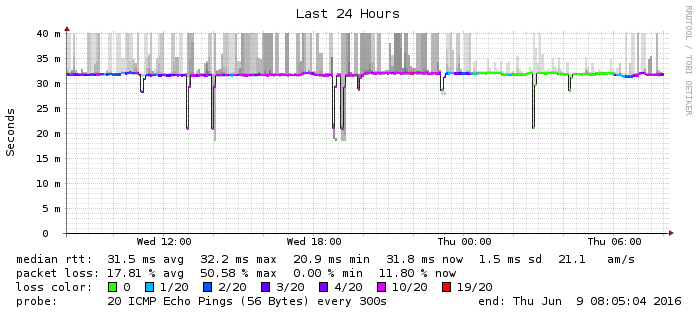 Last 24 Hours
RRDTOOL / TOBI OETIKER
Seconds
40 m
35 m
30 m
25 m
20 m
15 m
10 m
5 m
0
Wed 12:00 Wed 18:00 Thu 00:00 Thu 06:00
median rtt: 31.5 ms avg 32.2 ms max 20.9 ms min 31.8 ms now 1.5 ms sd 21.1 am/s
packet loss: 17.81 % avg 50.58 % max 0.00 % min 11.80 % now
loss color: 0 1/20 2/20 3/20 4/20 10/20 19/20
probe: 20 ICMP Echo Pings (56 Bytes) every 300s end: Thu Jun 9 08:05:04 2016